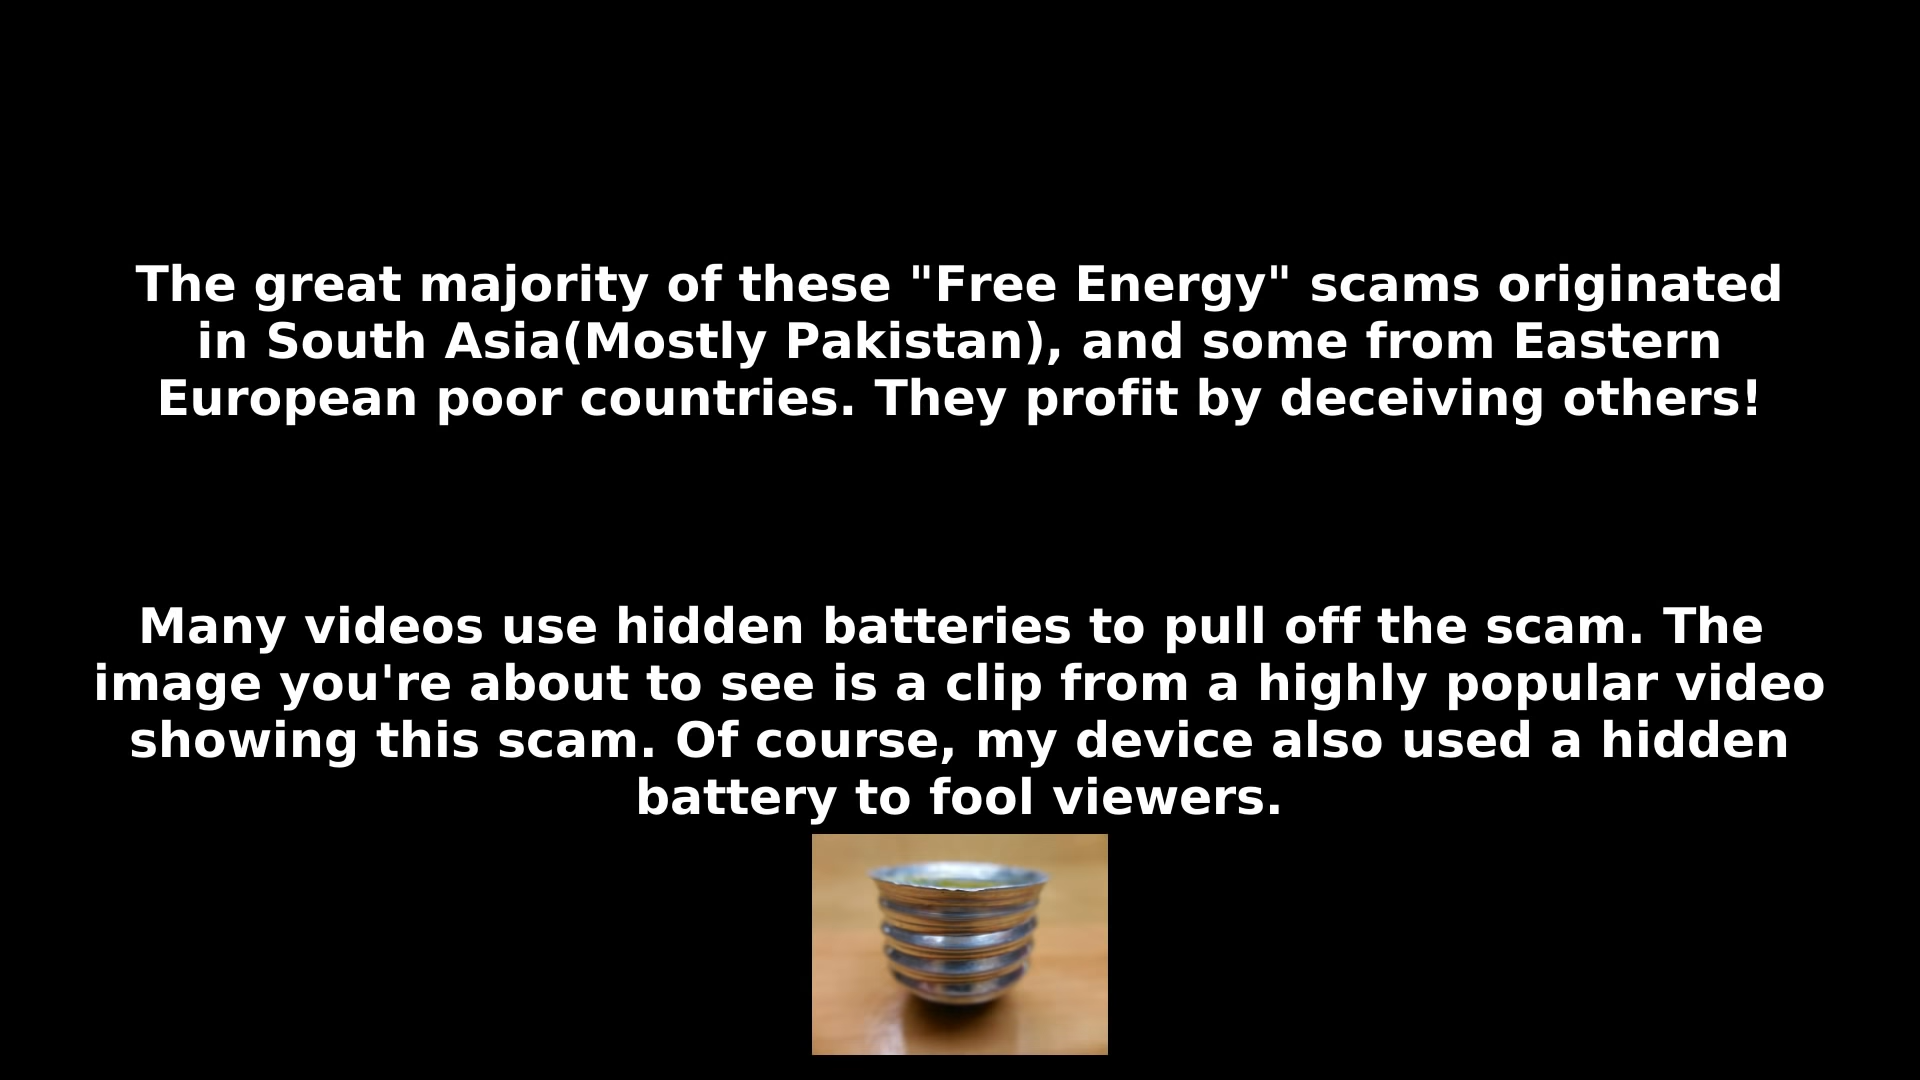 The great majority of these "Free Energy" scams originated
in South Asia(Mostly Pakistan), and some from Eastern
European poor countries. They profit by deceiving others!
Many videos use hidden batteries to pull off the scam. The
image you're about to see is a clip from a highly popular video
showing this scam. Of course, my device also used a hidden
battery to fool viewers.